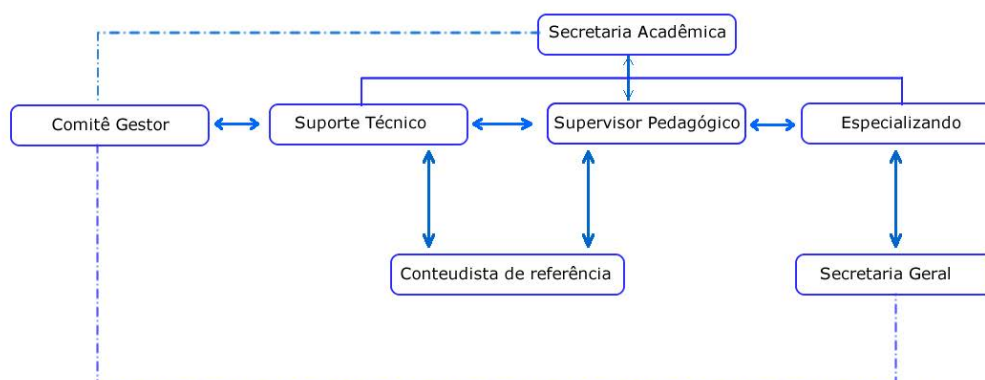 Secretaria Acadêmica
Comitê Gestor
Suporte Técnico
Supervisor Pedagógico
Especializando
Conteudista de referência
Secretaria Geral